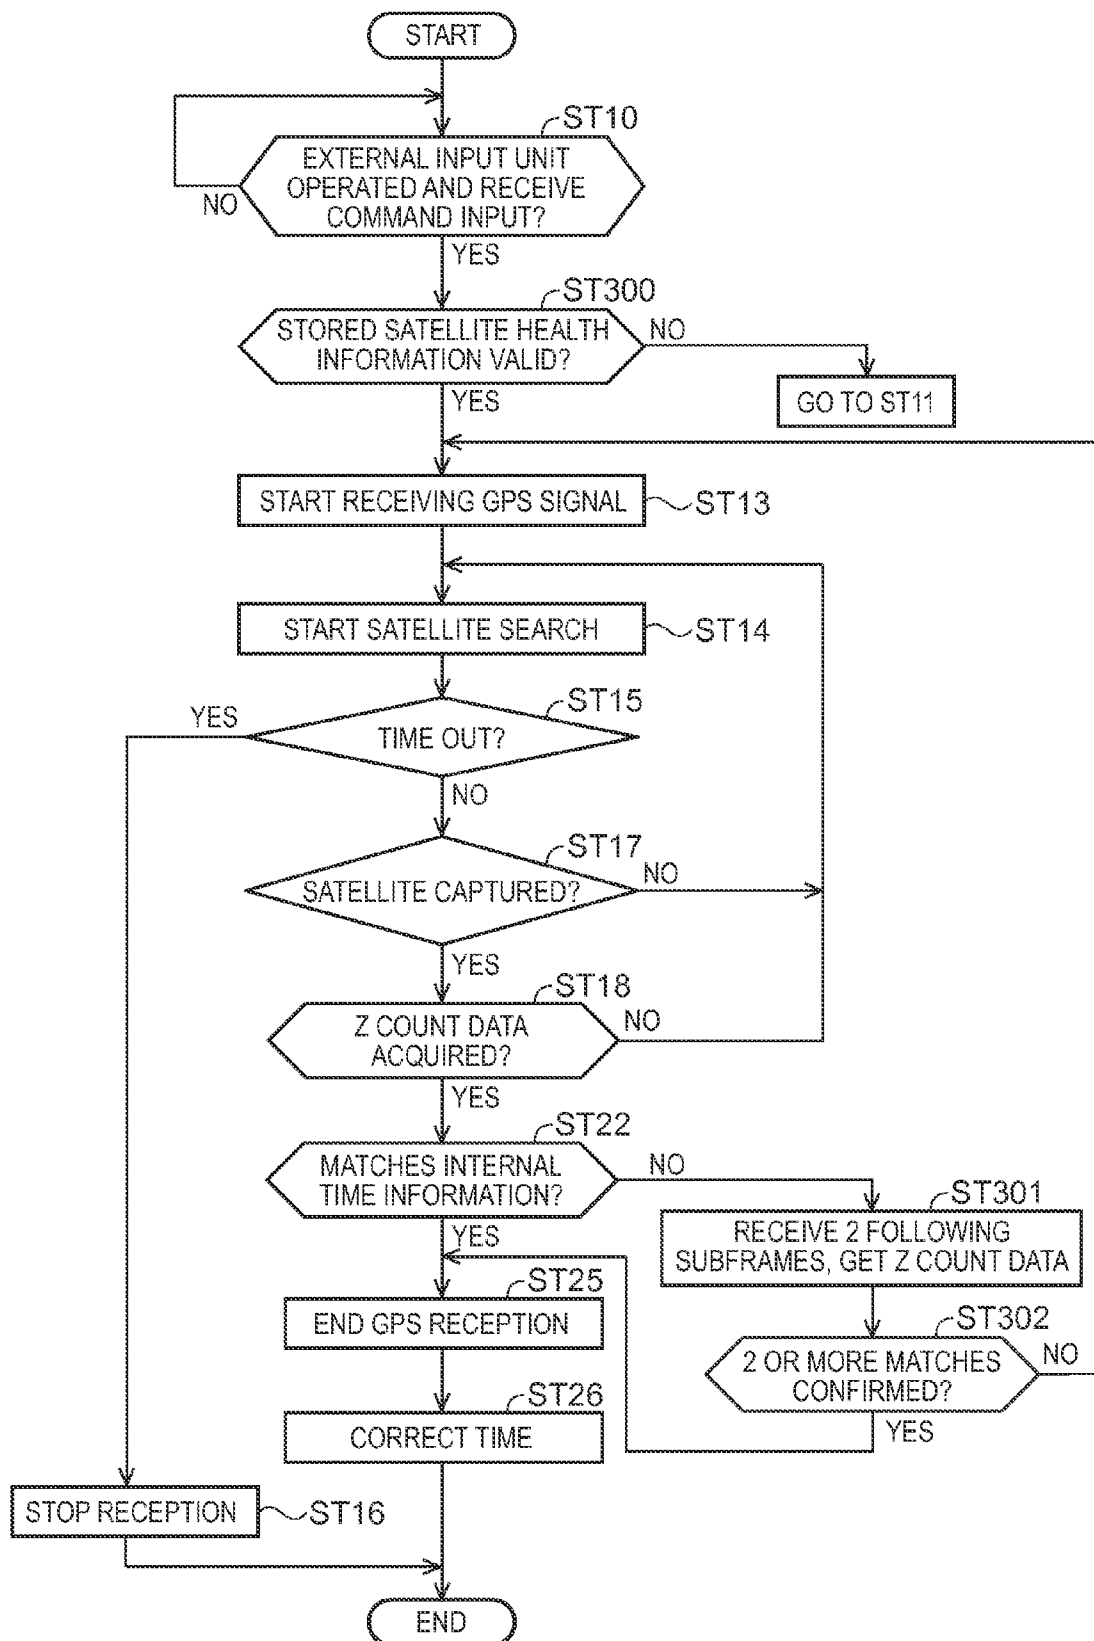 START
ST10
EXTERNAL INPUT UNIT
OPERATED AND RECEIVE
COMMAND INPUT?
NO
YES
ST300
STORED SATELLITE HEALTH
INFORMATION VALID?
NO
YES
GO TO ST11
START RECEIVING GPS SIGNAL
ST13
START SATELLITE SEARCH
ST14
ST15
YES
TIME OUT?
NO
ST17
SATELLITE CAPTURED?
NO
YES
ST18
Z COUNT DATA
ACQUIRED?
NO
YES
ST22
MATCHES INTERNAL
TIME INFORMATION?
NO
YES
ST301
RECEIVE 2 FOLLOWING
SUBFRAMES, GET Z COUNT DATA
ST25
END GPS RECEPTION
ST302
2 OR MORE MATCHES
CONFIRMED?
NO
YES
ST26
CORRECT TIME
STOP RECEPTION
ST16
END